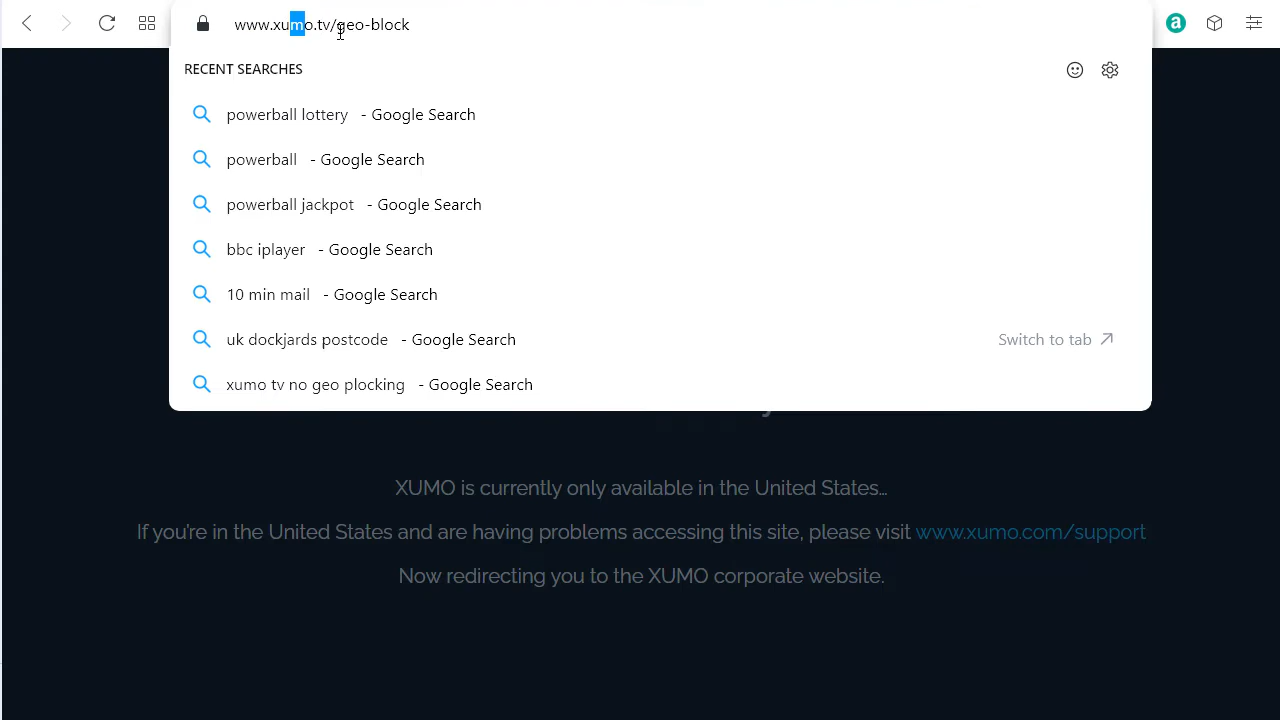 www.xumo.tv/geo-block
RECENT SEARCHES
powerball lottery - Google Search
powerball - Google Search
powerball jackpot - Google Search
bbc iplayer - Google Search
10 min mail - Google Search
uk dockjards postcode - Google Search Switch to tab
xumo tv no geo plocking - Google Search
XUMO is currently only available in the United States...
If you're in the United States and are having problems accessing this site, please visit www.xumo.com/support
Now redirecting you to the XUMO corporate website.